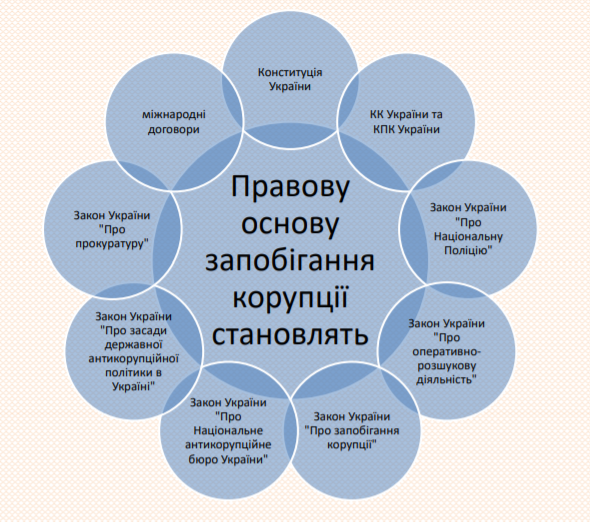 Конституція
України
КК України та
КПК України
Закон України
"Про
Національну
Поліцію"
Закон України
"Про
оперативно-
розшукову
діяльність"
Закон України
"Про запобігання
корупції"
Закон України
"Про
Національне
антикорупційне
бюро України"
Закон України
"Про засади
державної
антикорупційної
політики в
Україні"
Закон України
"Про
прокуратуру"
міжнародні
договори
Правову
основу
запобігання
корупції
становлять